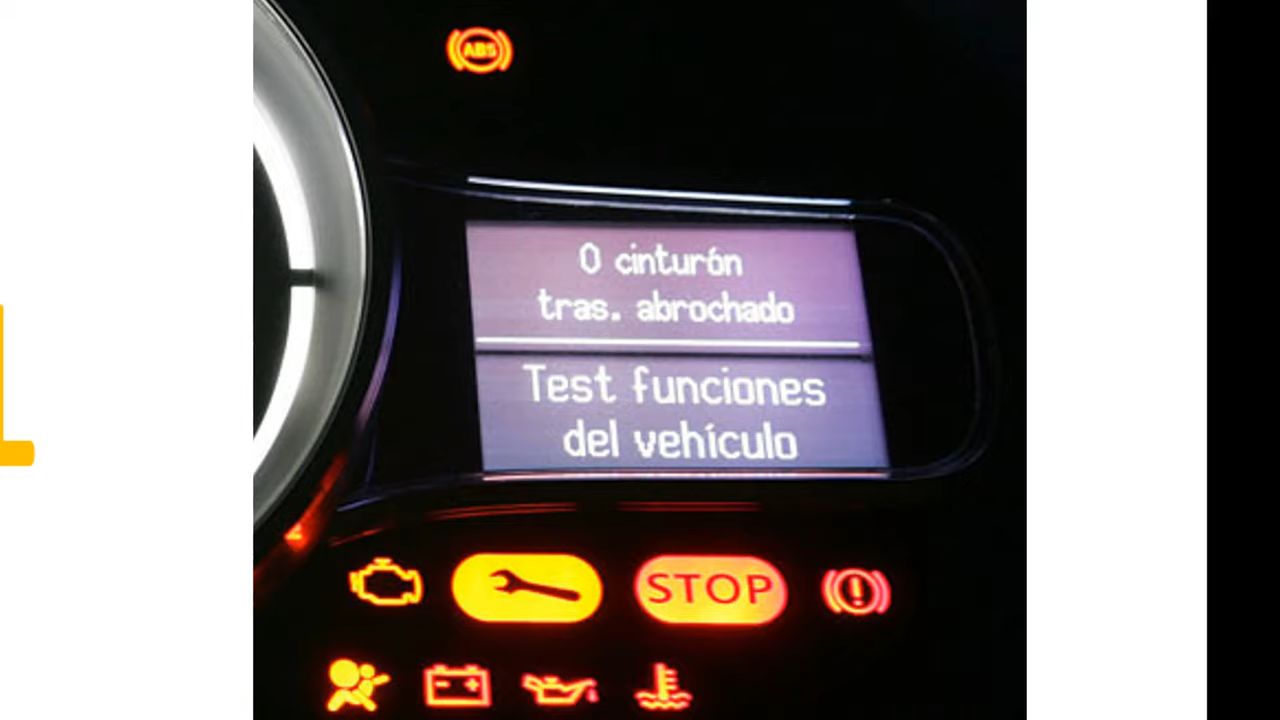 ABS
0 cinturón
tras. abrochado
Test funciones
del vehículo
STOP